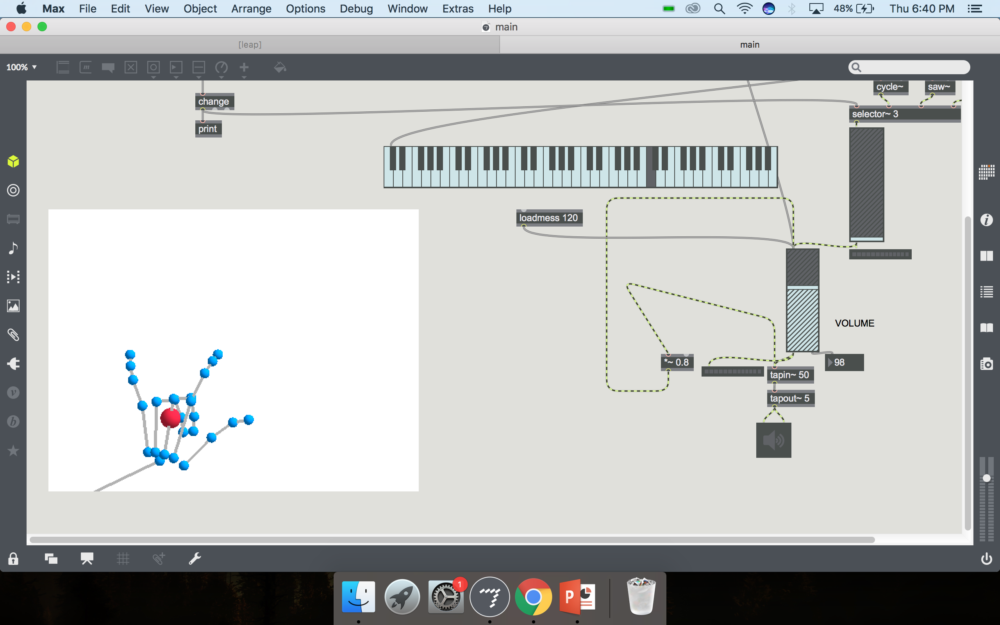 Max File Edit View Object Arrange Options Debug Window Extras Help 48% Thu 6:40 PM
main
[leap] main
100%
cycle~ saw~
change
selector~ 3
print
loadmess 120
VOLUME
*~ 0.8
98
tapin~ 50
tapout~ 5
m
i
v
b
1
P